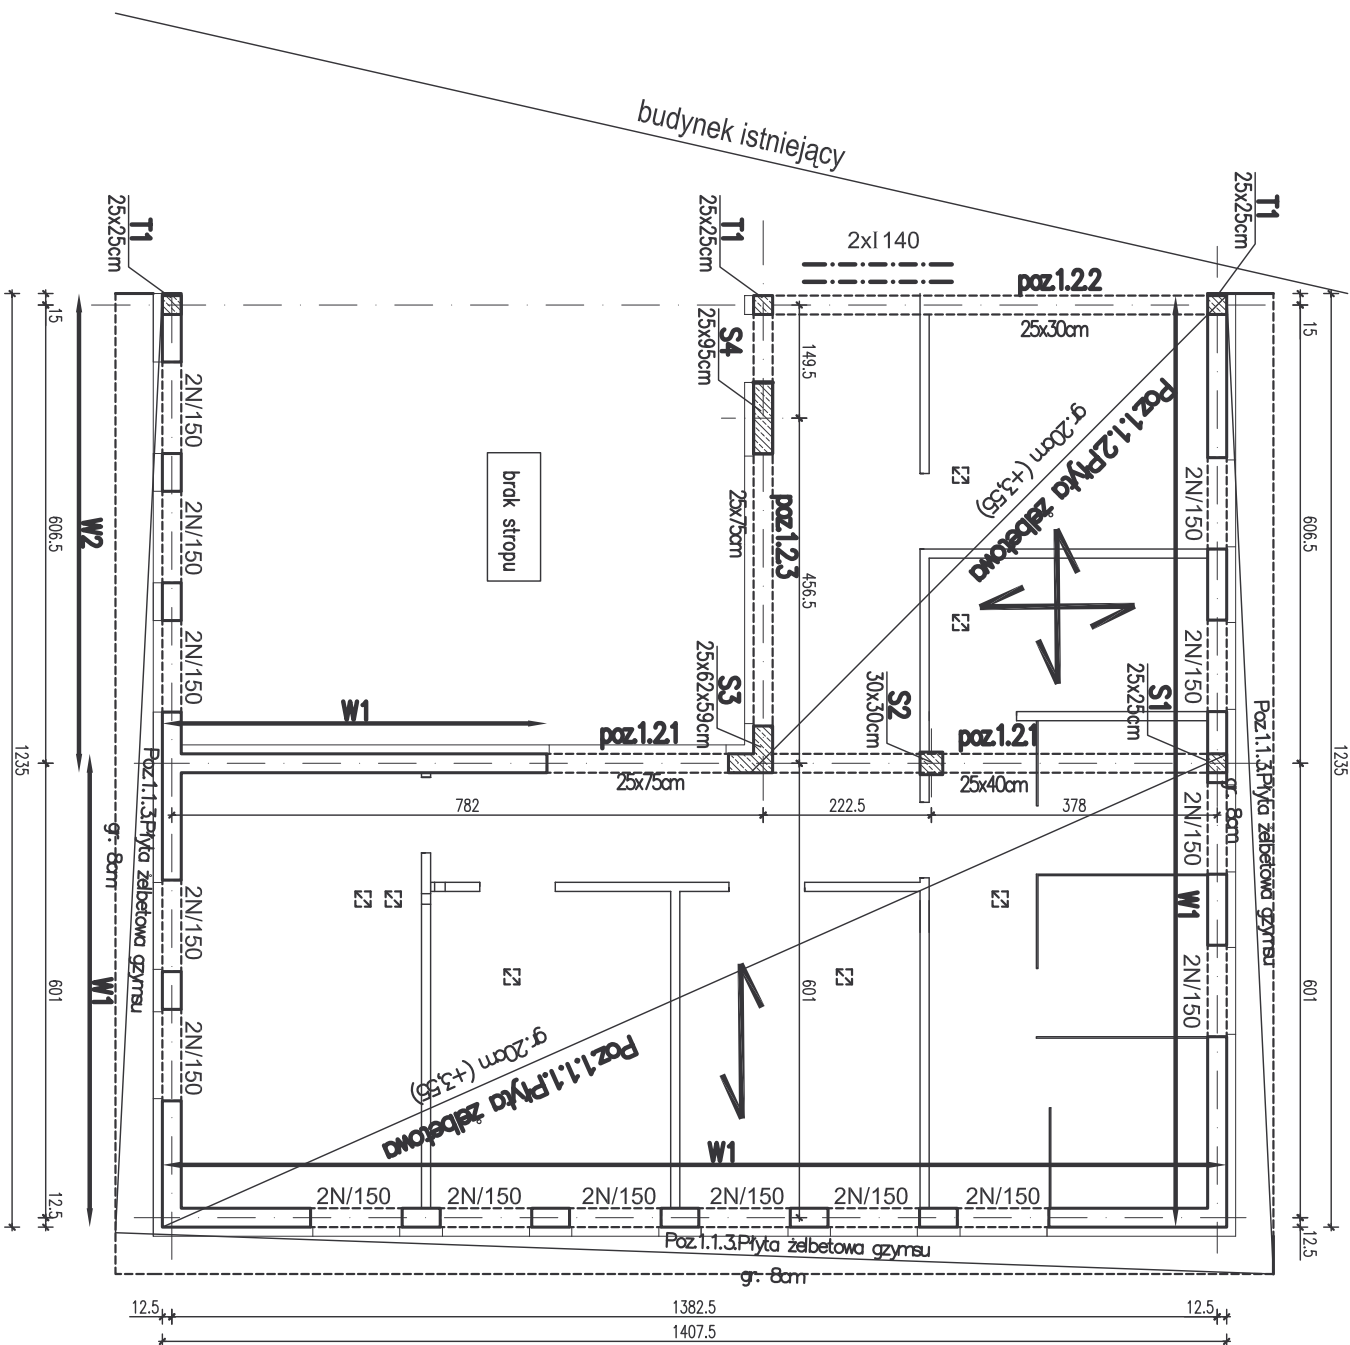 budynek istniejący
T1
25x25cm
T1
25x25cm
T1
25x25cm
2xI 140
poz.1.2.2
25x30cm
15
15
149.5
S4
25x95cm
2N/150
2N/150
2N/150
Poz.1.1.2.Płyta żelbetowa
gr.20cm (+3,55)
2N/150
2N/150
brak stropu
poz.1.2.3
25x75cm
456.5
606.5
606.5
W2
W1
S3
25x62x59cm
S2
30x30cm
S1
25x25cm
poz.1.2.1
25x75cm
poz.1.2.1
25x40cm
782
222.5
378
1235
1235
Poz.1.1.3.Płyta żelbetowa gzymsu
gr. 8cm
Poz.1.1.3.Płyta żelbetowa gzymsu
gr. 8cm
2N/150
2N/150
2N/150
2N/150
W1
W1
601
601
601
Poz.1.1.1.Płyta żelbetowa
gr.20cm (+3,55)
W1
2N/150
2N/150
2N/150
2N/150
2N/150
2N/150
12.5
12.5
Poz.1.1.3.Płyta żelbetowa gzymsu
gr. 8cm
12.5
1382.5
12.5
1407.5